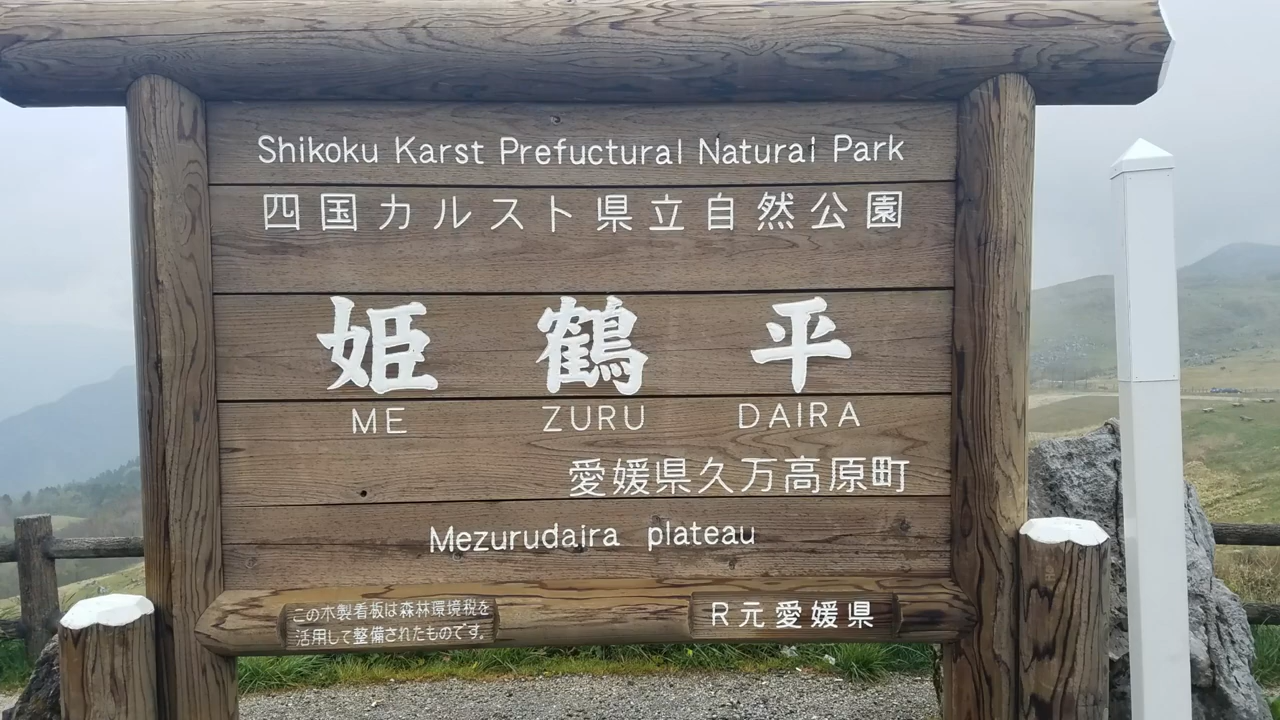 Shikoku Karst Prefuctural Natural Park
四国カルスト県立自然公園
姫鶴平
ME ZURU DAIRA
愛媛県久万高原町
Mezurudaira plateau
この木製看板は森林環境税を
活用して整備されたものです。
R元愛媛県